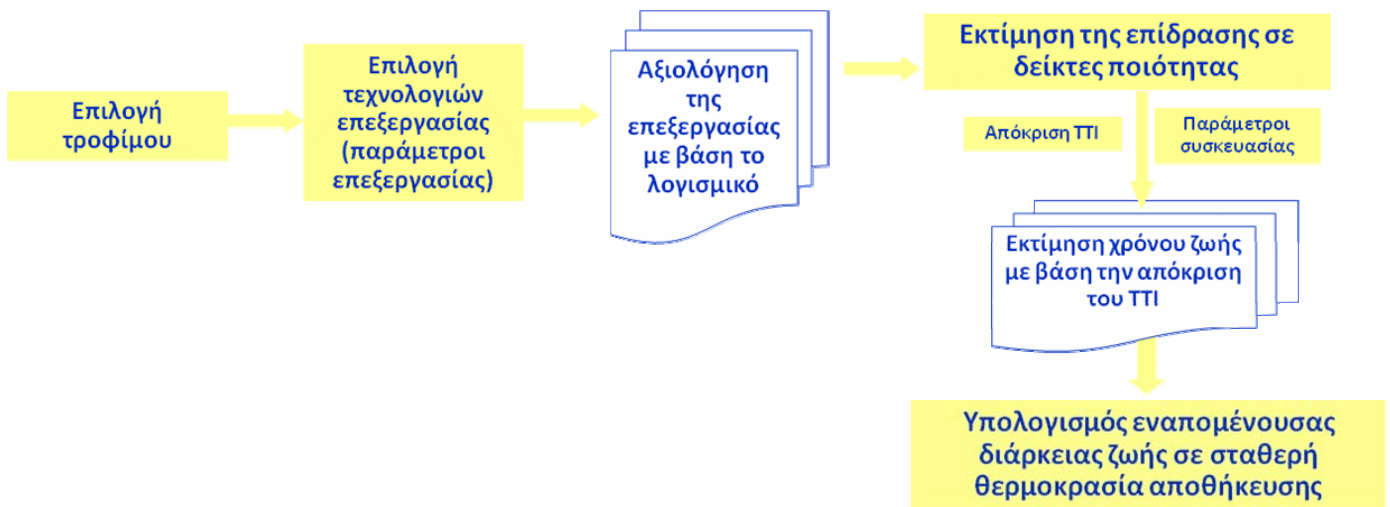 Επιλογή
τροφίμου
Επιλογή
τεχνολογιών
επεξεργασίας
(παράμετροι
επεξεργασίας)
Αξιολόγηση
της
επεξεργασίας
με βάση το
λογισμικό
Εκτίμηση της επίδρασης σε
δείκτες ποιότητας
Απόκριση TTI
Παράμετροι
συσκευασίας
Εκτίμηση χρόνου ζωής
με βάση την απόκριση
του TTI
Υπολογισμός εναπομένουσας
διάρκειας ζωής σε σταθερή
θερμοκρασία αποθήκευσης